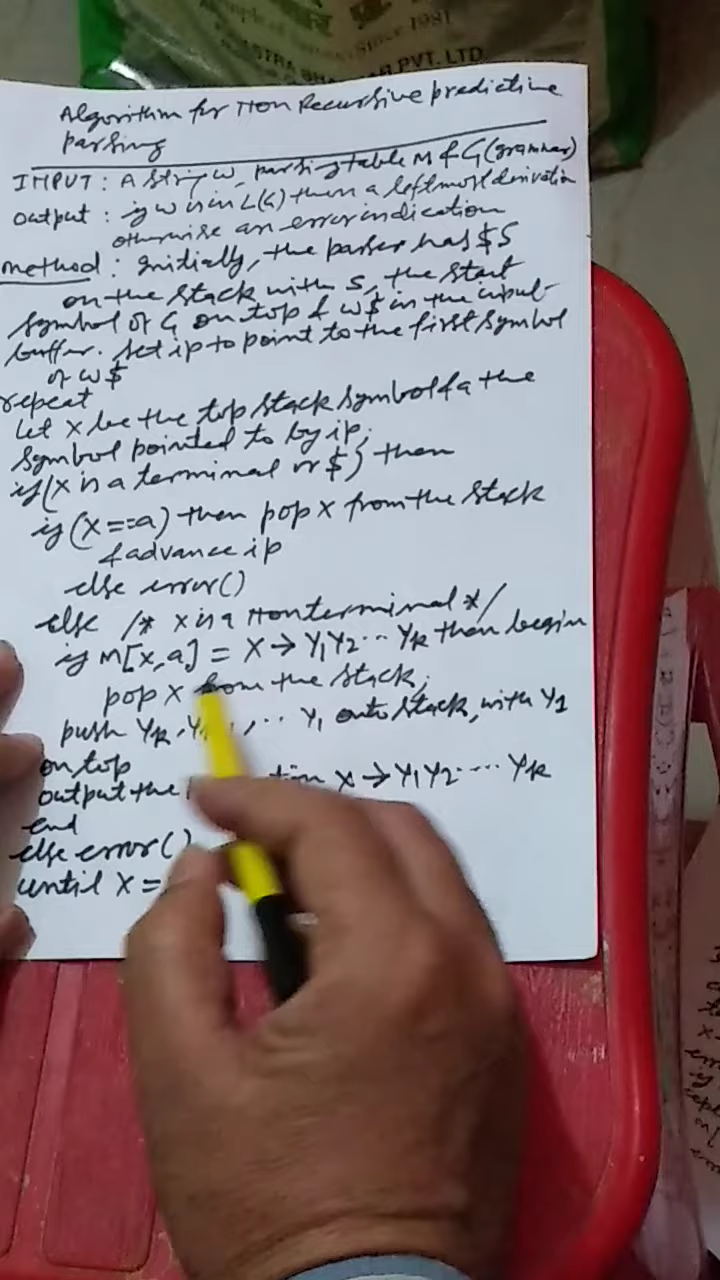 Since 1981
PVT. LTD
Algorithm for Non Recursive predictive
parsing
INPUT : A string w, parsing table M & G (grammar)
output : if w is in L(G) then a leftmost derivation
otherwise an error indication
method : Initially, the parser has $S
on the stack with S, the start
symbol of G on top & w$ in the input
buffer. set ip to point to the first symbol
of w$
repeat
Let X be the top stack symbol & a the
symbol pointed to by ip;
if (X is a terminal or $) then
if (X==a) then pop X from the stack
& advance ip
else error()
else /* X is a Nonterminal */
if M[X,a] = X → Y1Y2 ... Yk then begin
pop X from the stack;
push Yk, ... Y1 onto stack, with Y1
on top
output the X → Y1Y2 .... Yk
end
else error()
until X =